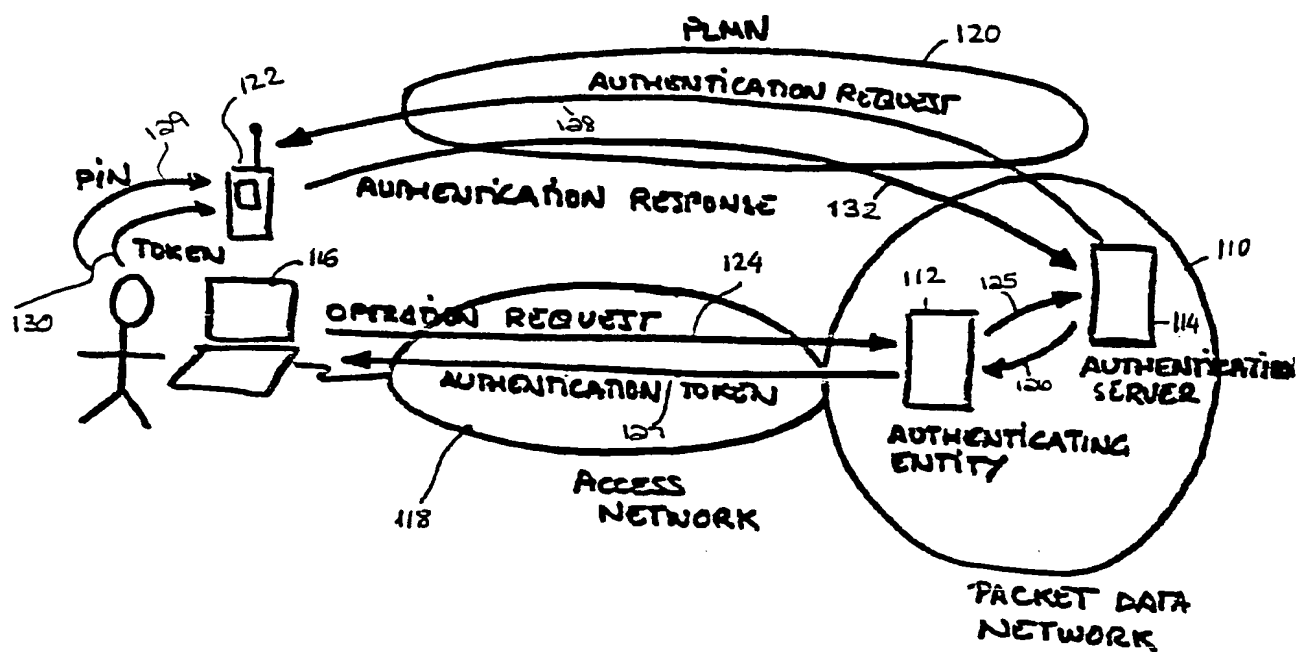 PLMN
120
122
AUTHENTICATION REQUEST
129
128
PIN
AUTHENTICATION RESPONSE
132
TOKEN
116
124
112
125
110
130
OPERATION REQUEST
114
AUTHENTICATION TOKEN
126
AUTHENTICATION
SERVER
127
AUTHENTICATING
ENTITY
118
ACCESS
NETWORK
PACKET DATA
NETWORK